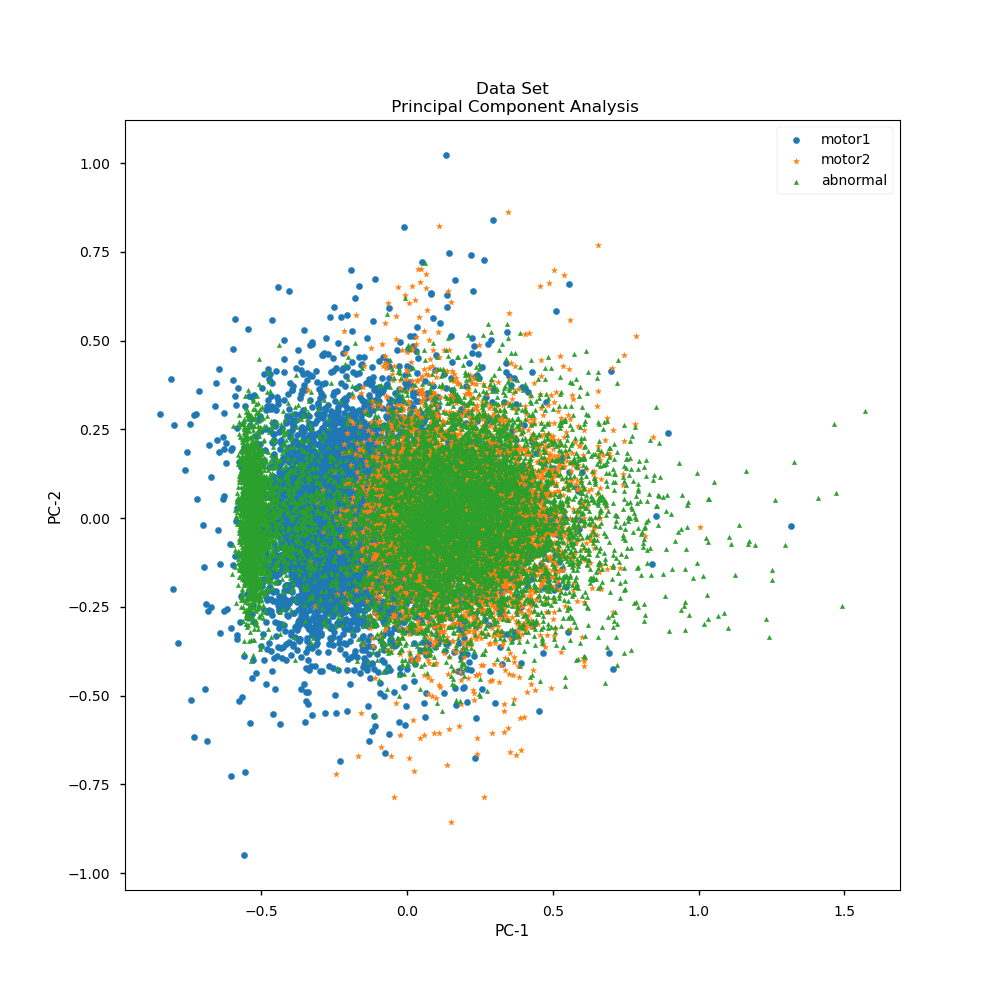 Data Set
Principal Component Analysis
motor1
motor2
abnormal
1.00
0.75
0.50
0.25
0.00
−0.25
−0.50
−0.75
−1.00
PC-2
−0.5
0.0
0.5
1.0
1.5
PC-1